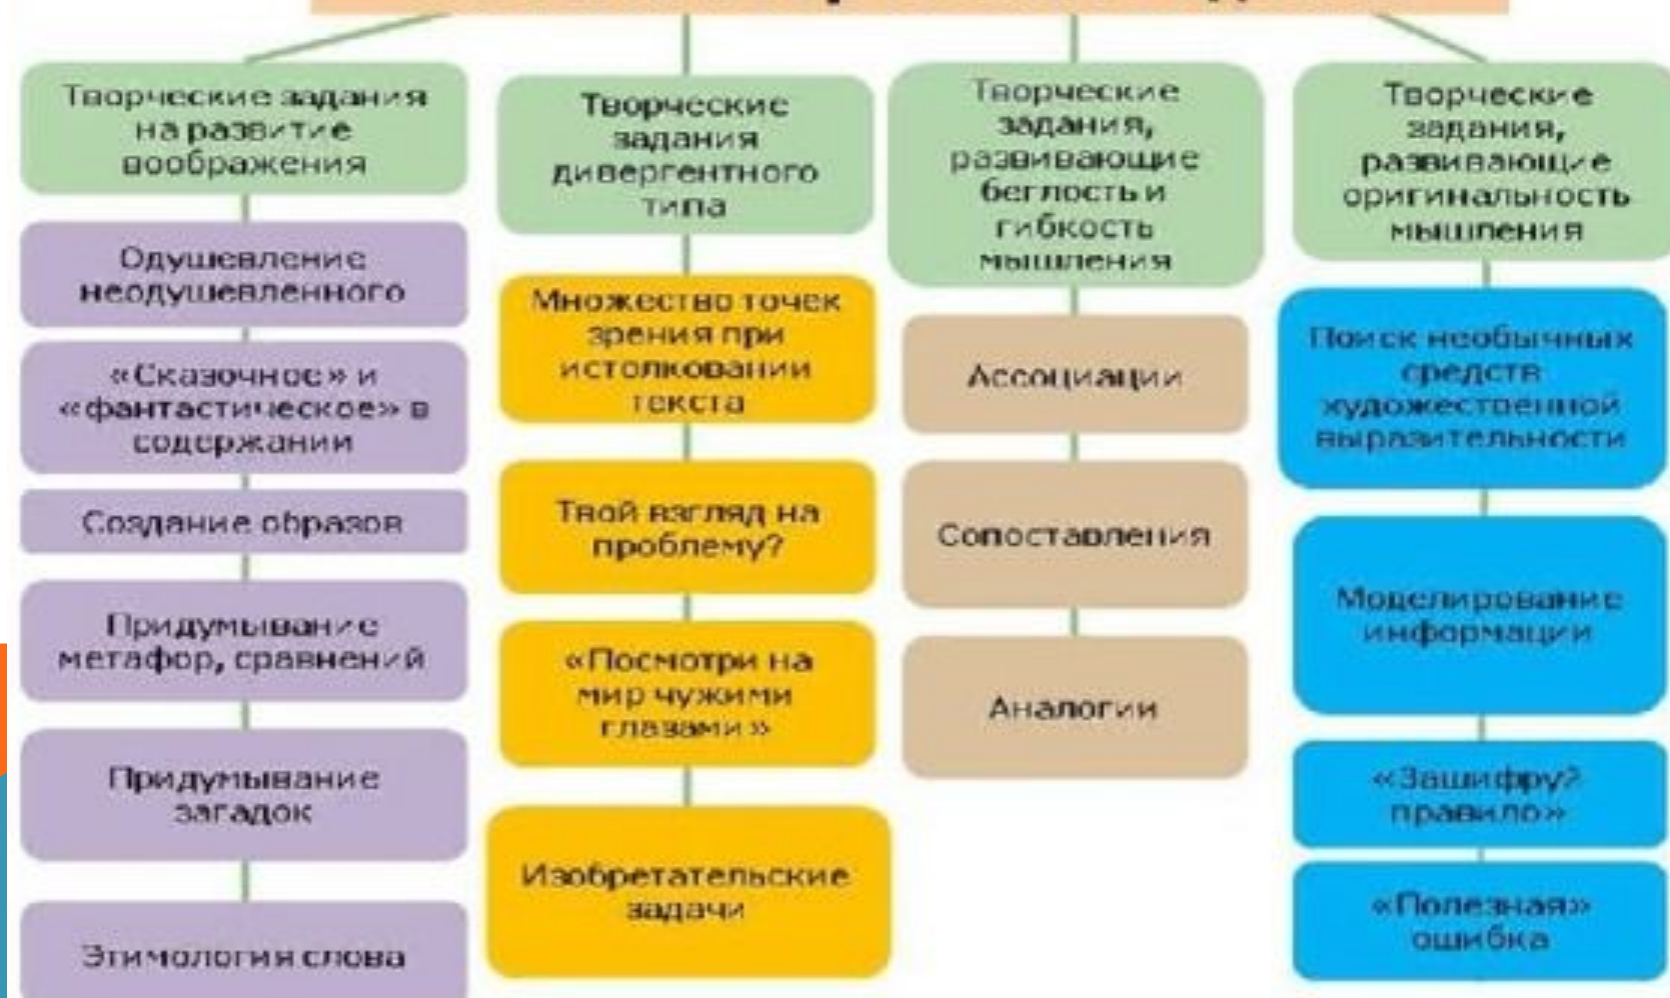 Творческие задания
на развитие
воображения
Одушевление
неодушевленного
«Сказочное» и
«фантастическое» в
содержании
Создание образов
Придумывание
метафор, сравнений
Придумывание
загадок
Этимология слова
Творческие
задания
дивергентного
типа
Множество точек
зрения при
истолковании
текста
Твой взгляд на
проблему?
«Посмотри на
мир чужими
глазами»
Изобретательские
задачи
Творческие
задания,
развивающие
беглость и
гибкость
мышления
Ассоциации
Сопоставления
Аналогии
Творческие
задания,
развивающие
оригинальность
мышления
Поиск необычных
средств
художественной
выразительности
Моделирование
информации
«Зашифруй
правило»
«Полезная»
ошибка